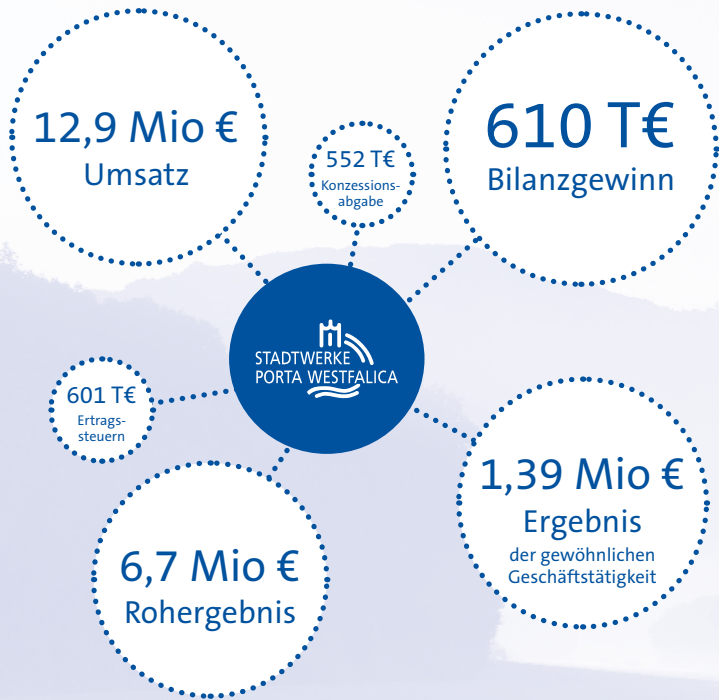 12,9 Mio €
Umsatz
552 T€
Konzessions-
abgabe
610 T€
Bilanzgewinn
STADTWERKE
PORTA WESTFALICA
601 T€
Ertrags-
steuern
1,39 Mio €
Ergebnis
der gewöhnlichen
Geschäftstätigkeit
6,7 Mio €
Rohergebnis